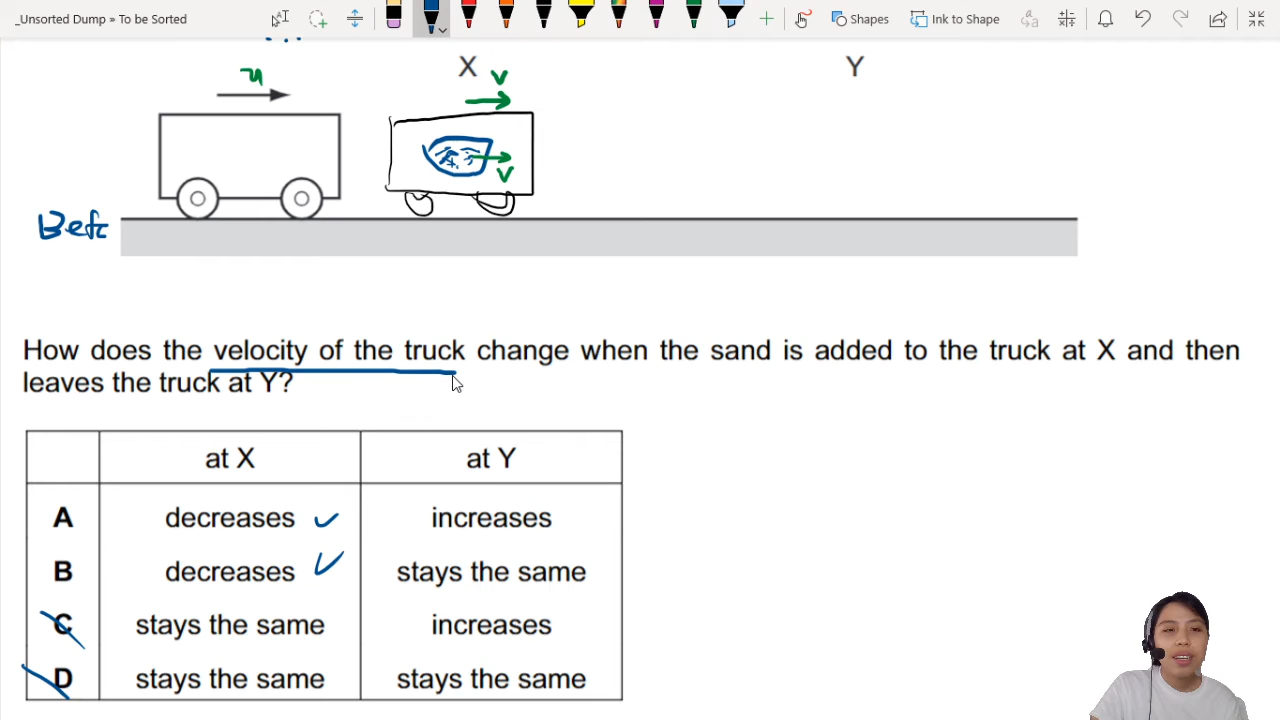 _Unsorted Dump » To be Sorted
Shapes
Ink to Shape
X
Y
u
v
v
Befc
How does the velocity of the truck change when the sand is added to the truck at X and then
leaves the truck at Y?
at X at Y
A decreases ✓ increases
B decreases ✓ stays the same
C stays the same increases
D stays the same stays the same